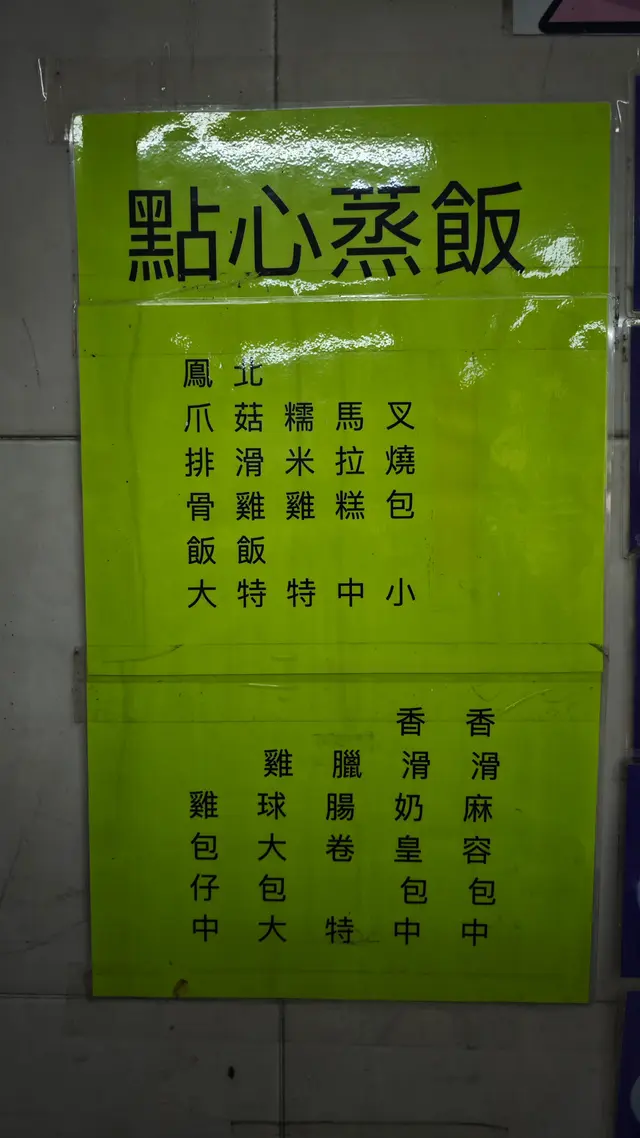 點心蒸飯
叉燒包小
馬拉糕中
糯米雞特
北菇滑雞飯特
鳳爪排骨飯大
香滑麻容包中
香滑奶皇包中
臘腸卷特
雞球大包大
雞包仔中